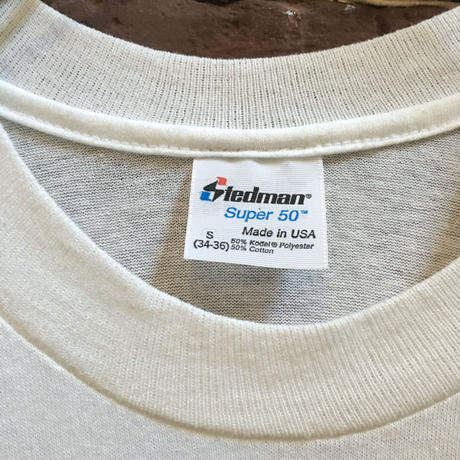 Stedman®
Super 50™
Made in USA
S
(34-36)
50% Kodel® Polyester
50% Cotton